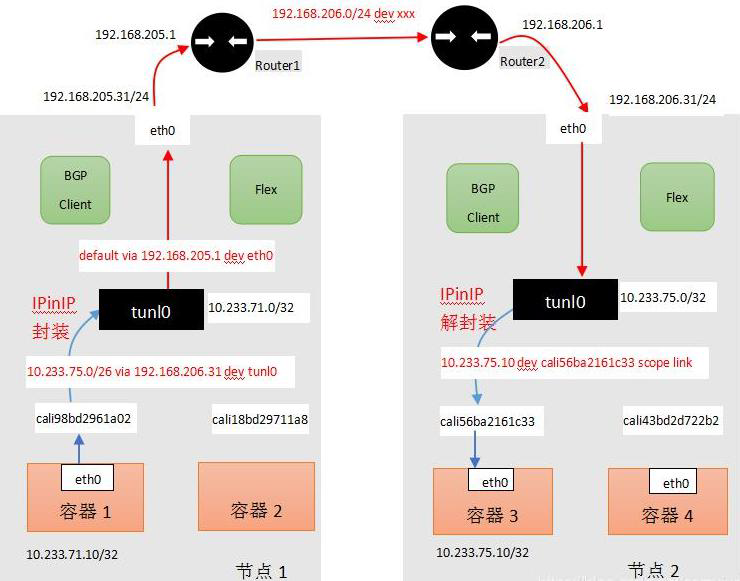 192.168.206.0/24 dev xxx
192.168.205.1
192.168.206.1
Router1
Router2
192.168.205.31/24
192.168.206.31/24
eth0
eth0
BGP
Client
Flex
BGP
Client
Flex
default via 192.168.205.1 dev eth0
IPinIP
封装
tunl0
10.233.71.0/32
IPinIP
解封装
tunl0
10.233.75.0/32
10.233.75.0/26 via 192.168.206.31 dev tunl0
10.233.75.10 dev cali56ba2161c33 scope link
cali98bd2961a02
cali18bd29711a8
cali56ba2161c33
cali43bd2d722b2
eth0
容器 1
容器 2
eth0
容器 3
eth0
容器 4
10.233.71.10/32
10.233.75.10/32
节点 1
节点 2